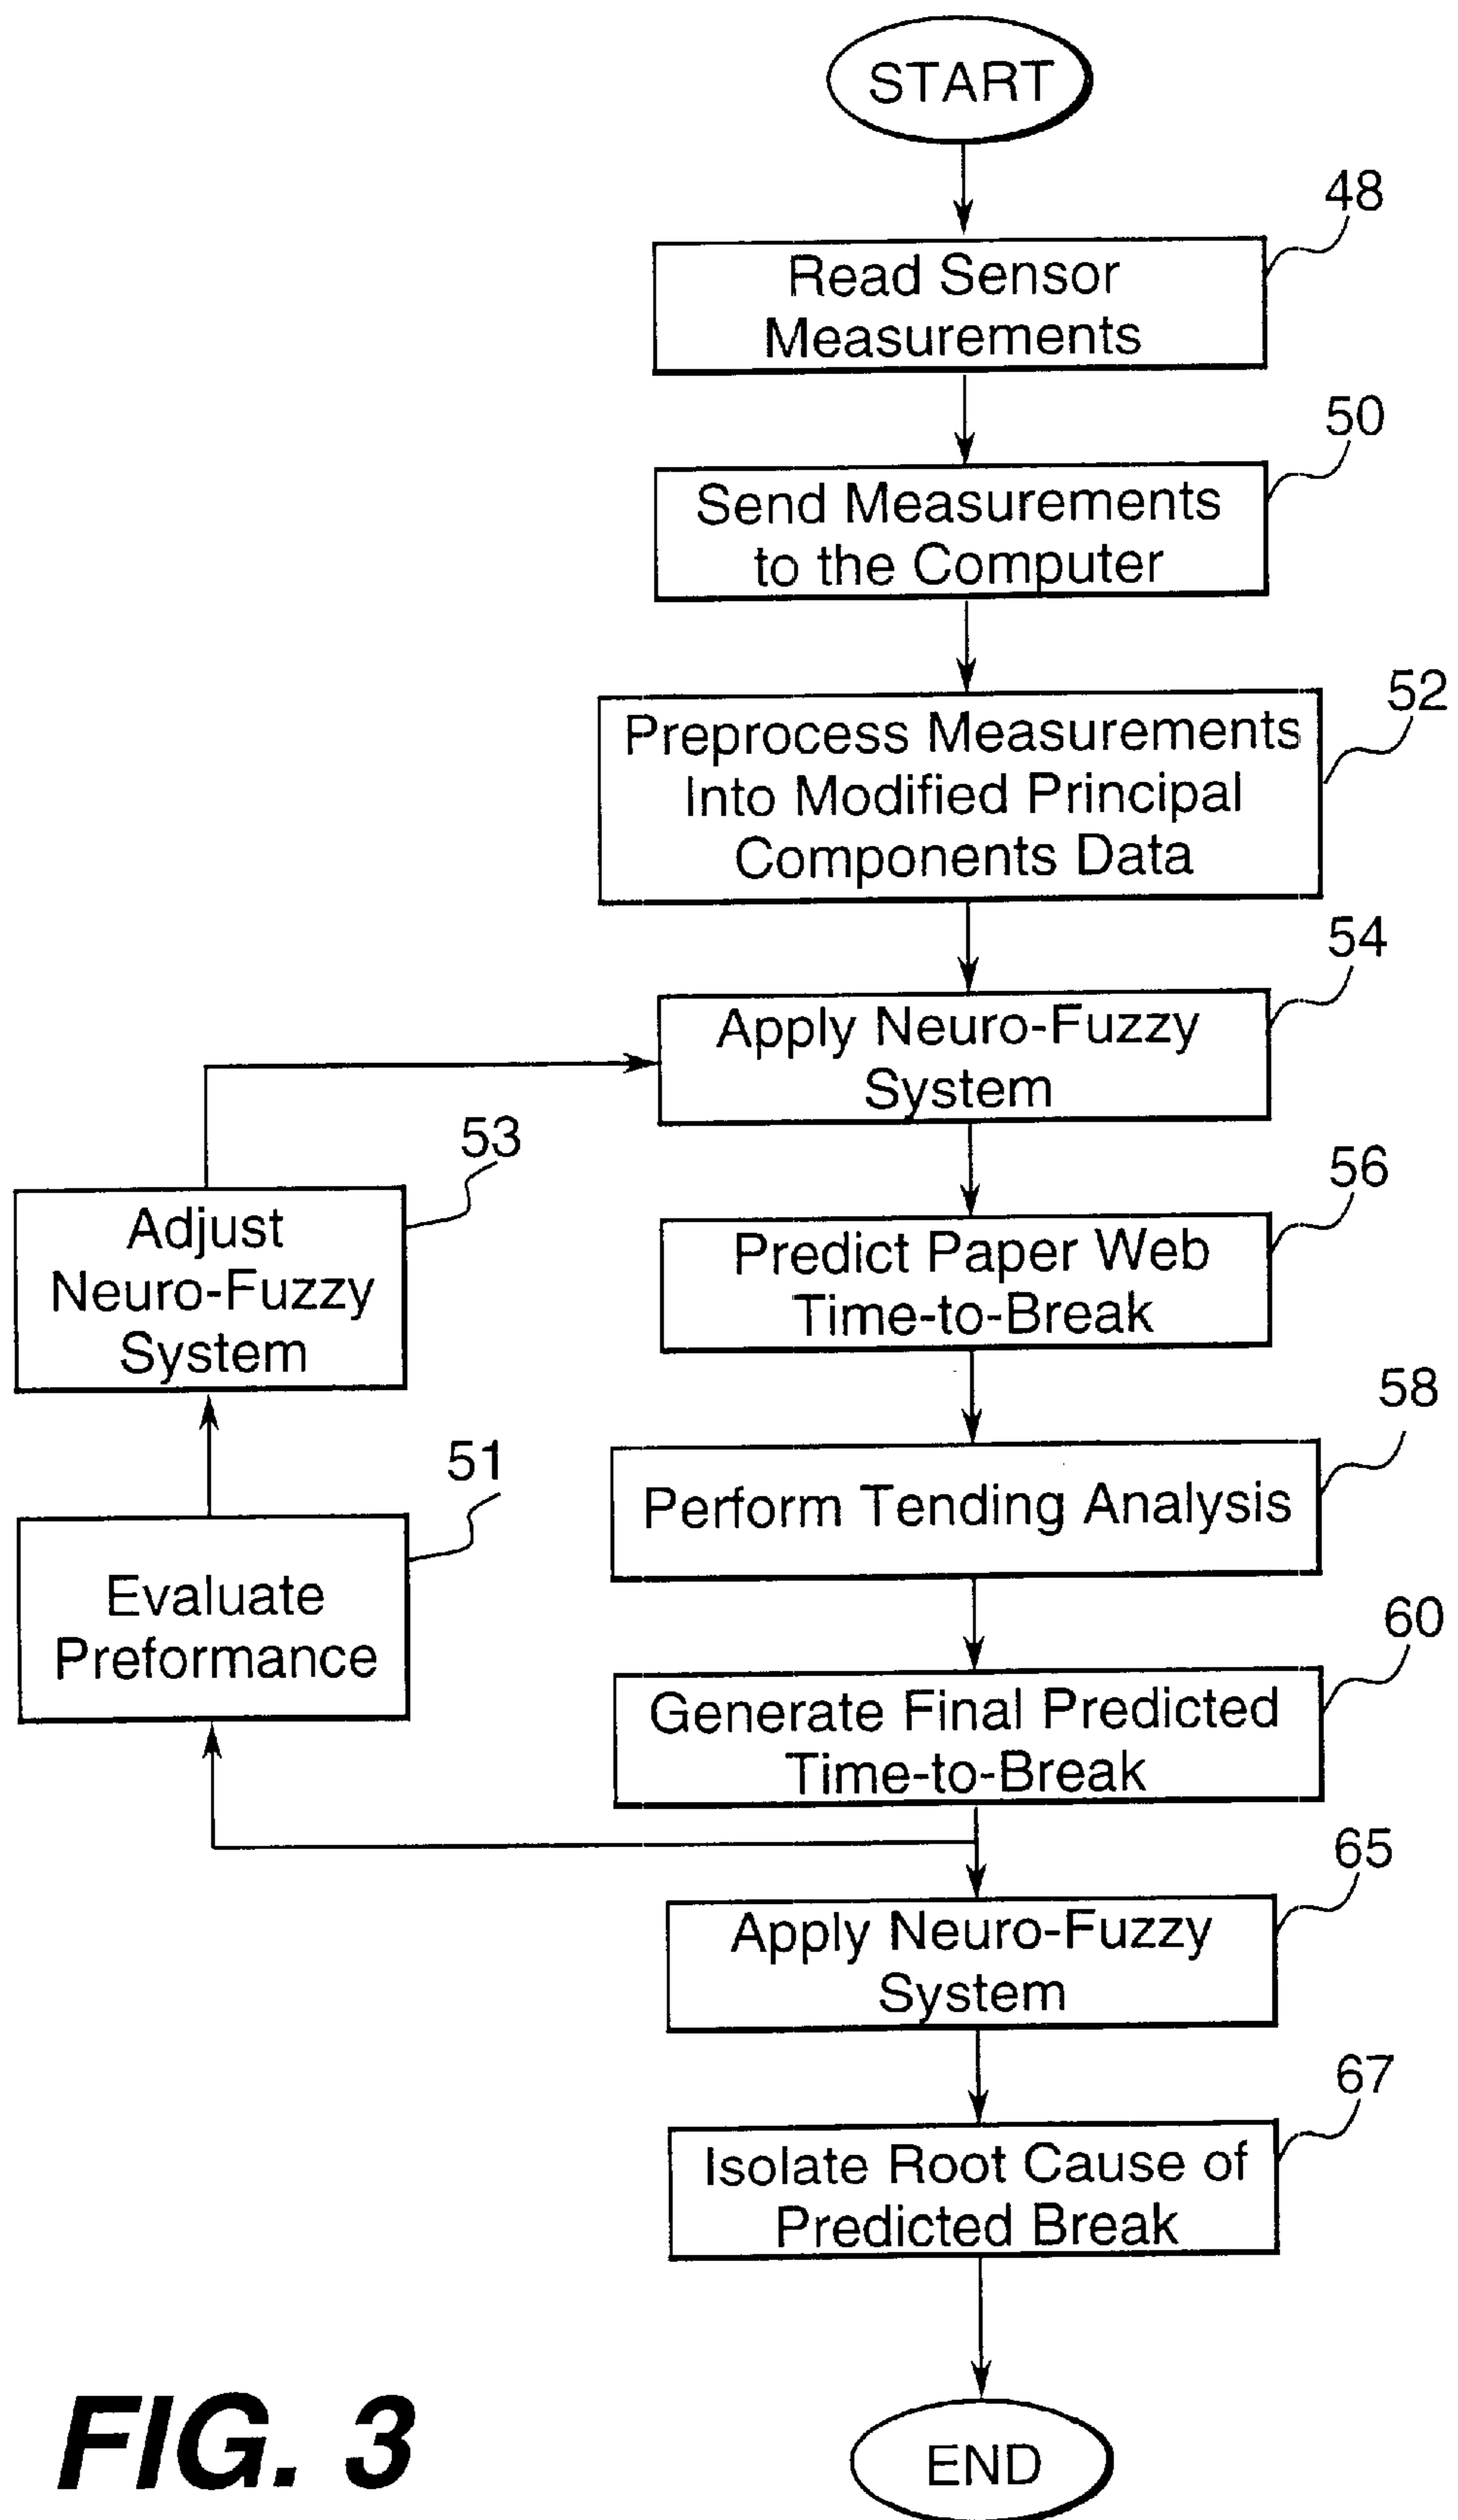 START
48
Read Sensor
Measurements
50
Send Measurements
to the Computer
52
Preprocess Measurements
Into Modified Principal
Components Data
54
Apply Neuro-Fuzzy
System
53
Adjust
Neuro-Fuzzy
System
56
Predict Paper Web
Time-to-Break
58
Perform Tending Analysis
51
Evaluate
Preformance
60
Generate Final Predicted
Time-to-Break
65
Apply Neuro-Fuzzy
System
67
Isolate Root Cause of
Predicted Break
END
FIG. 3